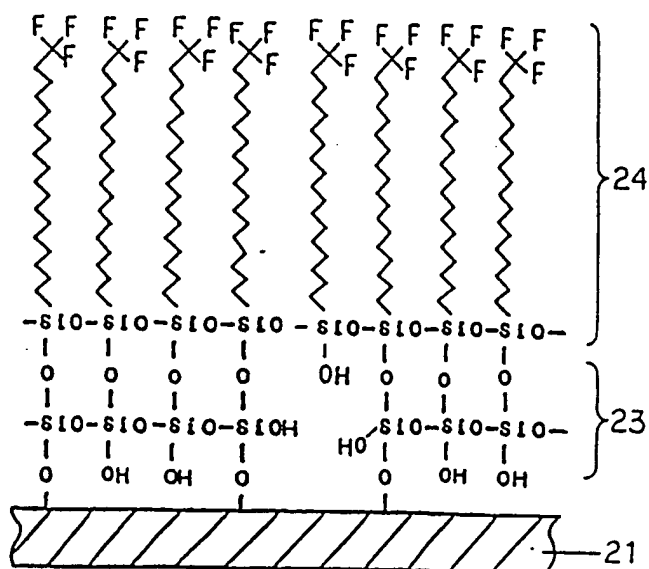 F F F F F F F F F F F F F F F F
F F F F F F F F
24
-SiO-SiO-SiO-SiO -SiO-SiO-SiO-SiO-
O O O O OH O O O
23
-SiO-SiO-SiO-SiOH HO SiO-SiO-SiO-
O OH OH O O OH OH
21